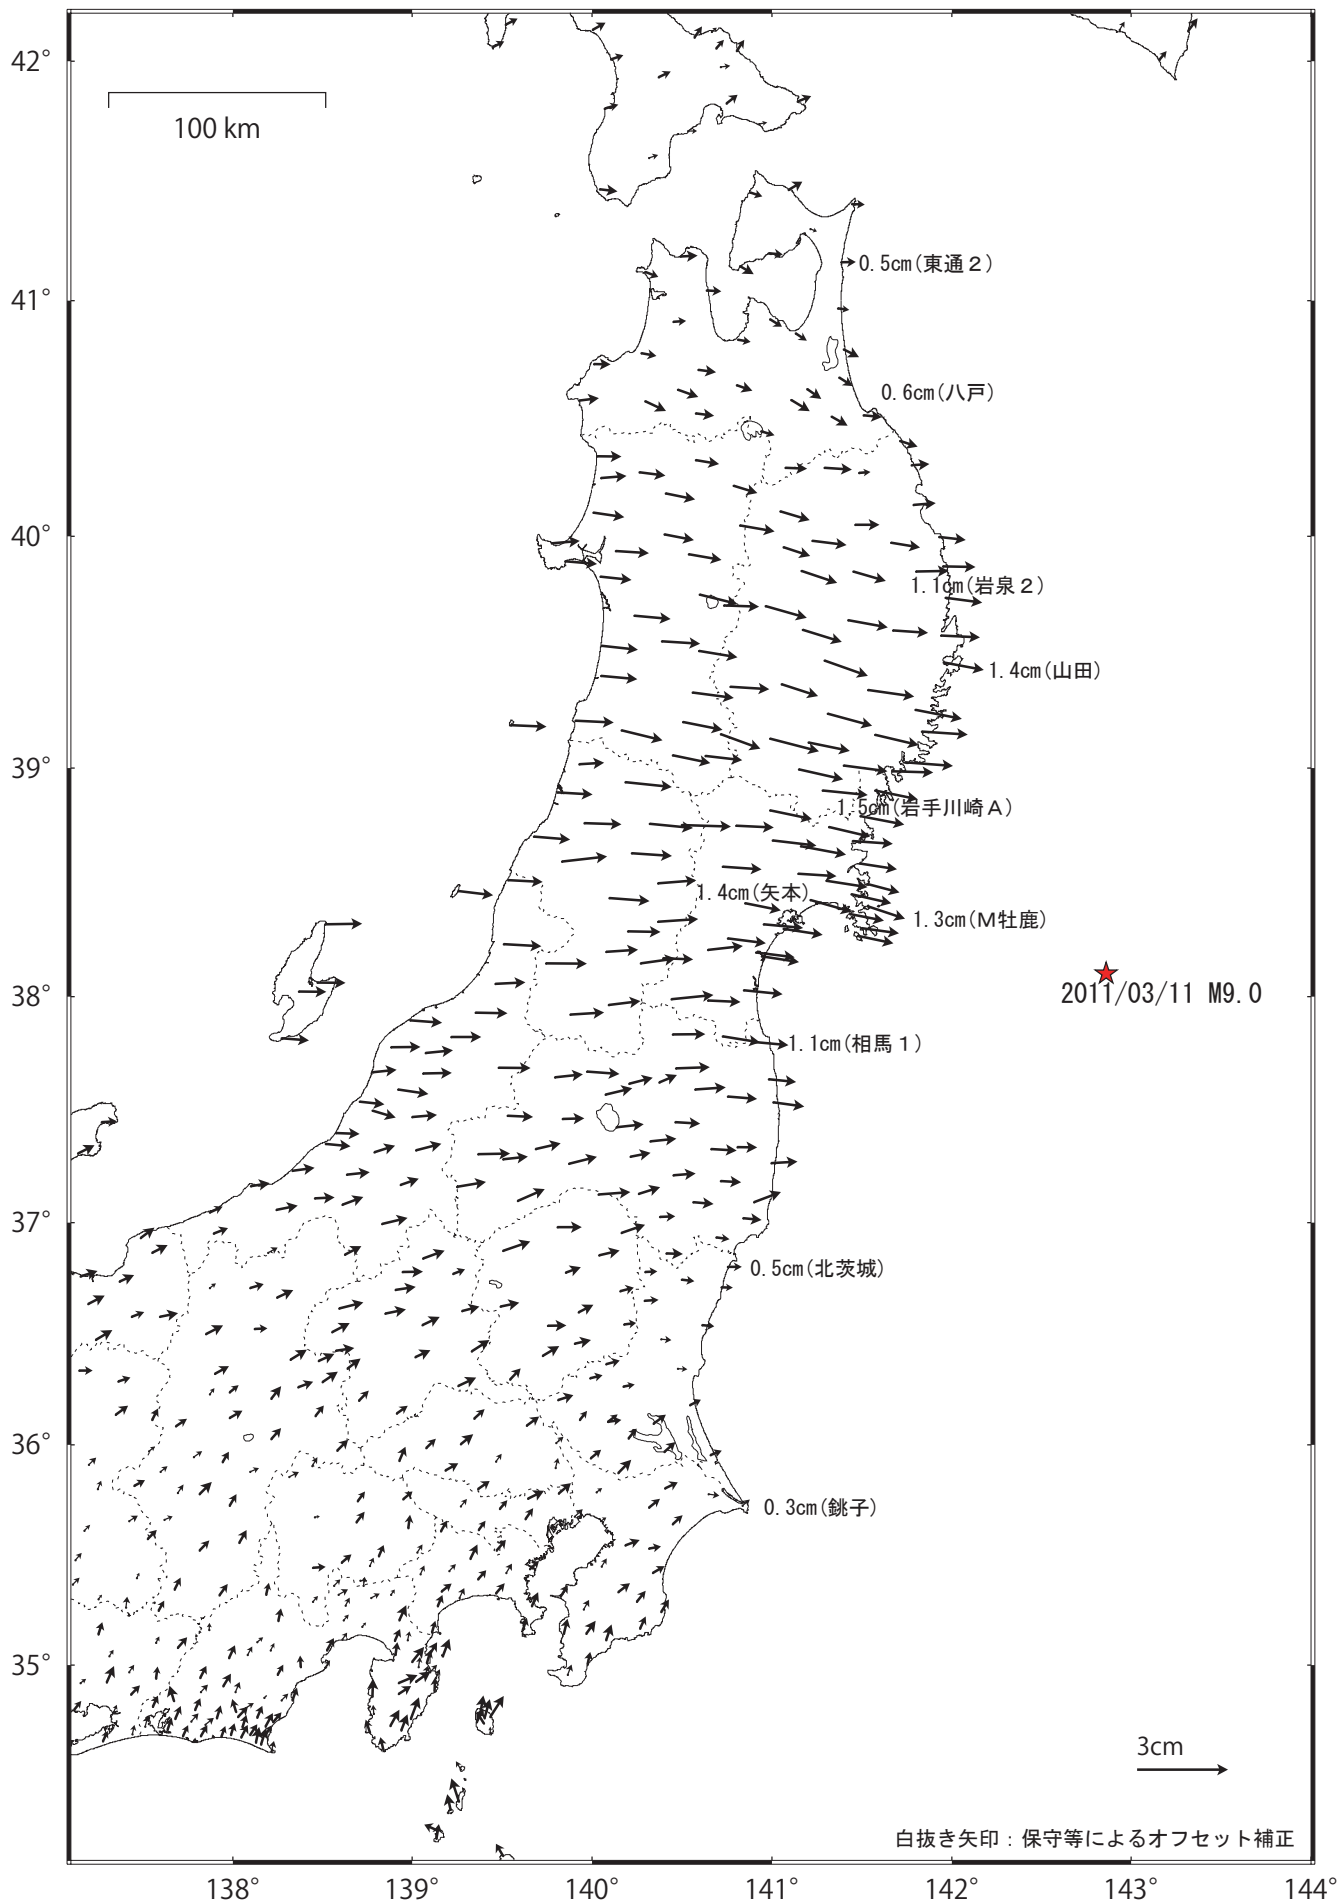 42°
100 km
0.5cm(東通２)
41°
0.6cm(八戸)
40°
1.1cm(岩泉２)
1.4cm(山田)
39°
1.5cm(岩手川崎Ａ)
1.4cm(矢本)
1.3cm(Ｍ牡鹿)
38°
2011/03/11 M9.0
1.1cm(相馬１)
37°
0.5cm(北茨城)
36°
0.3cm(銚子)
35°
3cm
白抜き矢印：保守等によるオフセット補正
138° 139° 140° 141° 142° 143° 144°